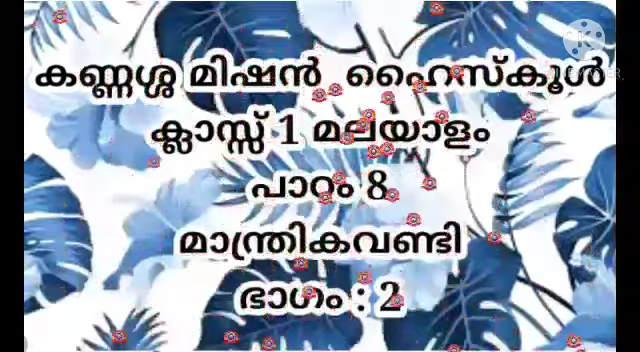 കണ്ണശ്ശ മിഷൻ ഹൈസ്കൂൾ
ക്ലാസ്സ് 1 മലയാളം
പാഠം 8
മാന്ത്രികവണ്ടി
ഭാഗം : 2